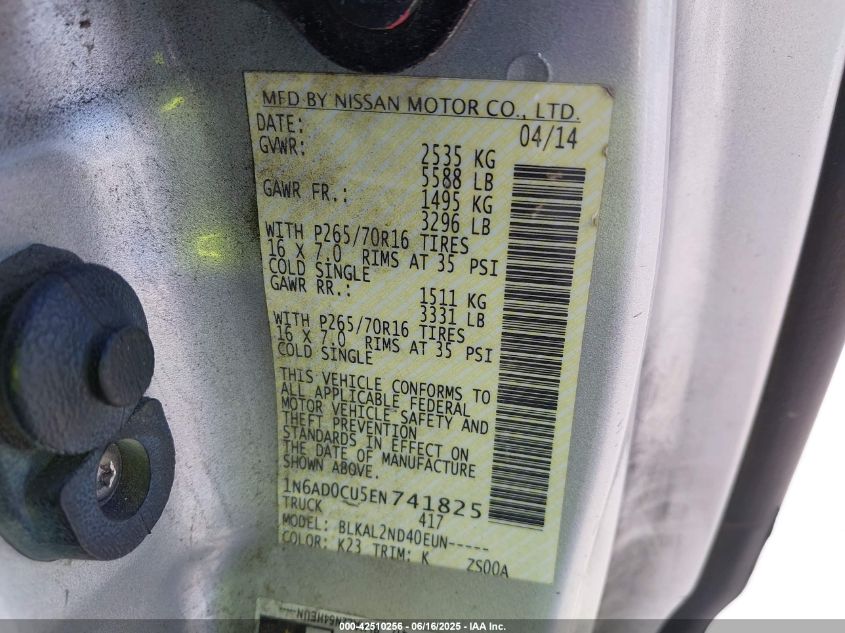 MFD BY NISSAN MOTOR CO., LTD.
DATE: 04/14
GVWR: 2535 KG
5588 LB
GAWR FR.: 1495 KG
3296 LB
WITH P265/70R16 TIRES
16 X 7.0 RIMS AT 35 PSI
COLD SINGLE
GAWR RR.: 1511 KG
3331 LB
WITH P265/70R16 TIRES
16 X 7.0 RIMS AT 35 PSI
COLD SINGLE
THIS VEHICLE CONFORMS TO
ALL APPLICABLE FEDERAL
MOTOR VEHICLE SAFETY AND
THEFT PREVENTION
STANDARDS IN EFFECT ON
THE DATE OF MANUFACTURE
SHOWN ABOVE.
1N6AD0CU5EN741825
TRUCK 417
MODEL: BLKAL2ND40EUN-----
COLOR: K23 TRIM: K ZS00A
000-42510256 - 06/16/2025 - IAA Inc.